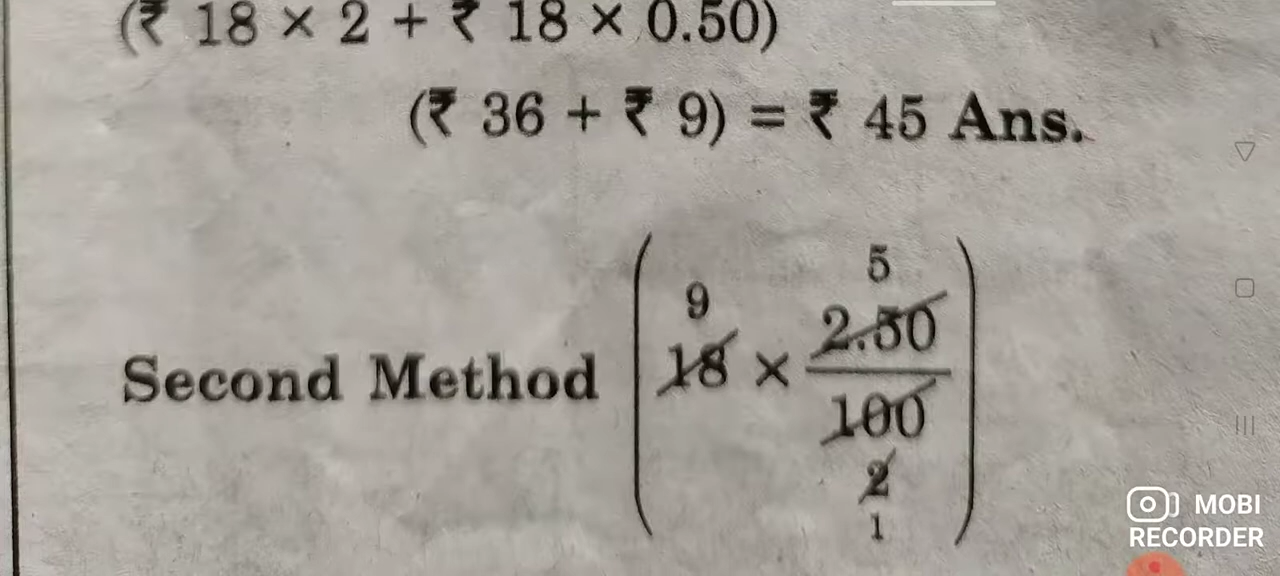 (₹ 18 × 2 + ₹ 18 × 0.50)
(₹ 36 + ₹ 9) = ₹ 45 Ans.
5
9
2.50
Second Method ( 18 × )
100
2
1
MOBI
RECORDER